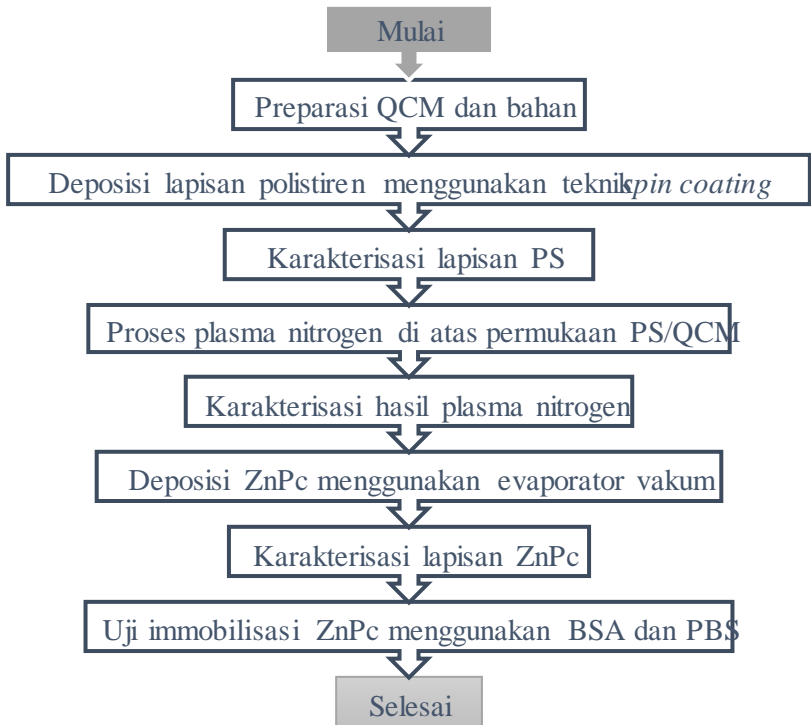 Mulai
Preparasi QCM dan bahan
Deposisi lapisan polistiren menggunakan teknik spin coating
Karakterisasi lapisan PS
Proses plasma nitrogen di atas permukaan PS/QCM
Karakterisasi hasil plasma nitrogen
Deposisi ZnPc menggunakan evaporator vakum
Karakterisasi lapisan ZnPc
Uji immobilisasi ZnPc menggunakan BSA dan PBS
Selesai